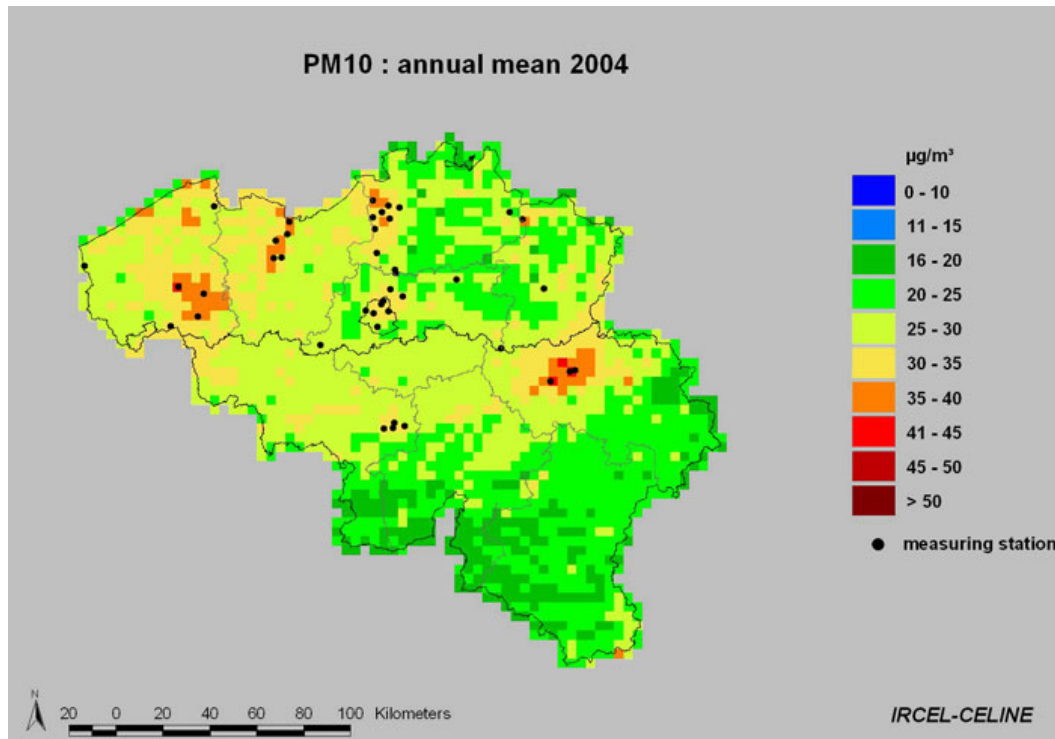 PM10 : annual mean 2004
µg/m³
0 - 10
11 - 15
16 - 20
20 - 25
25 - 30
30 - 35
35 - 40
41 - 45
45 - 50
> 50
measuring station
N
20 0 20 40 60 80 100 Kilometers
IRCEL-CELINE